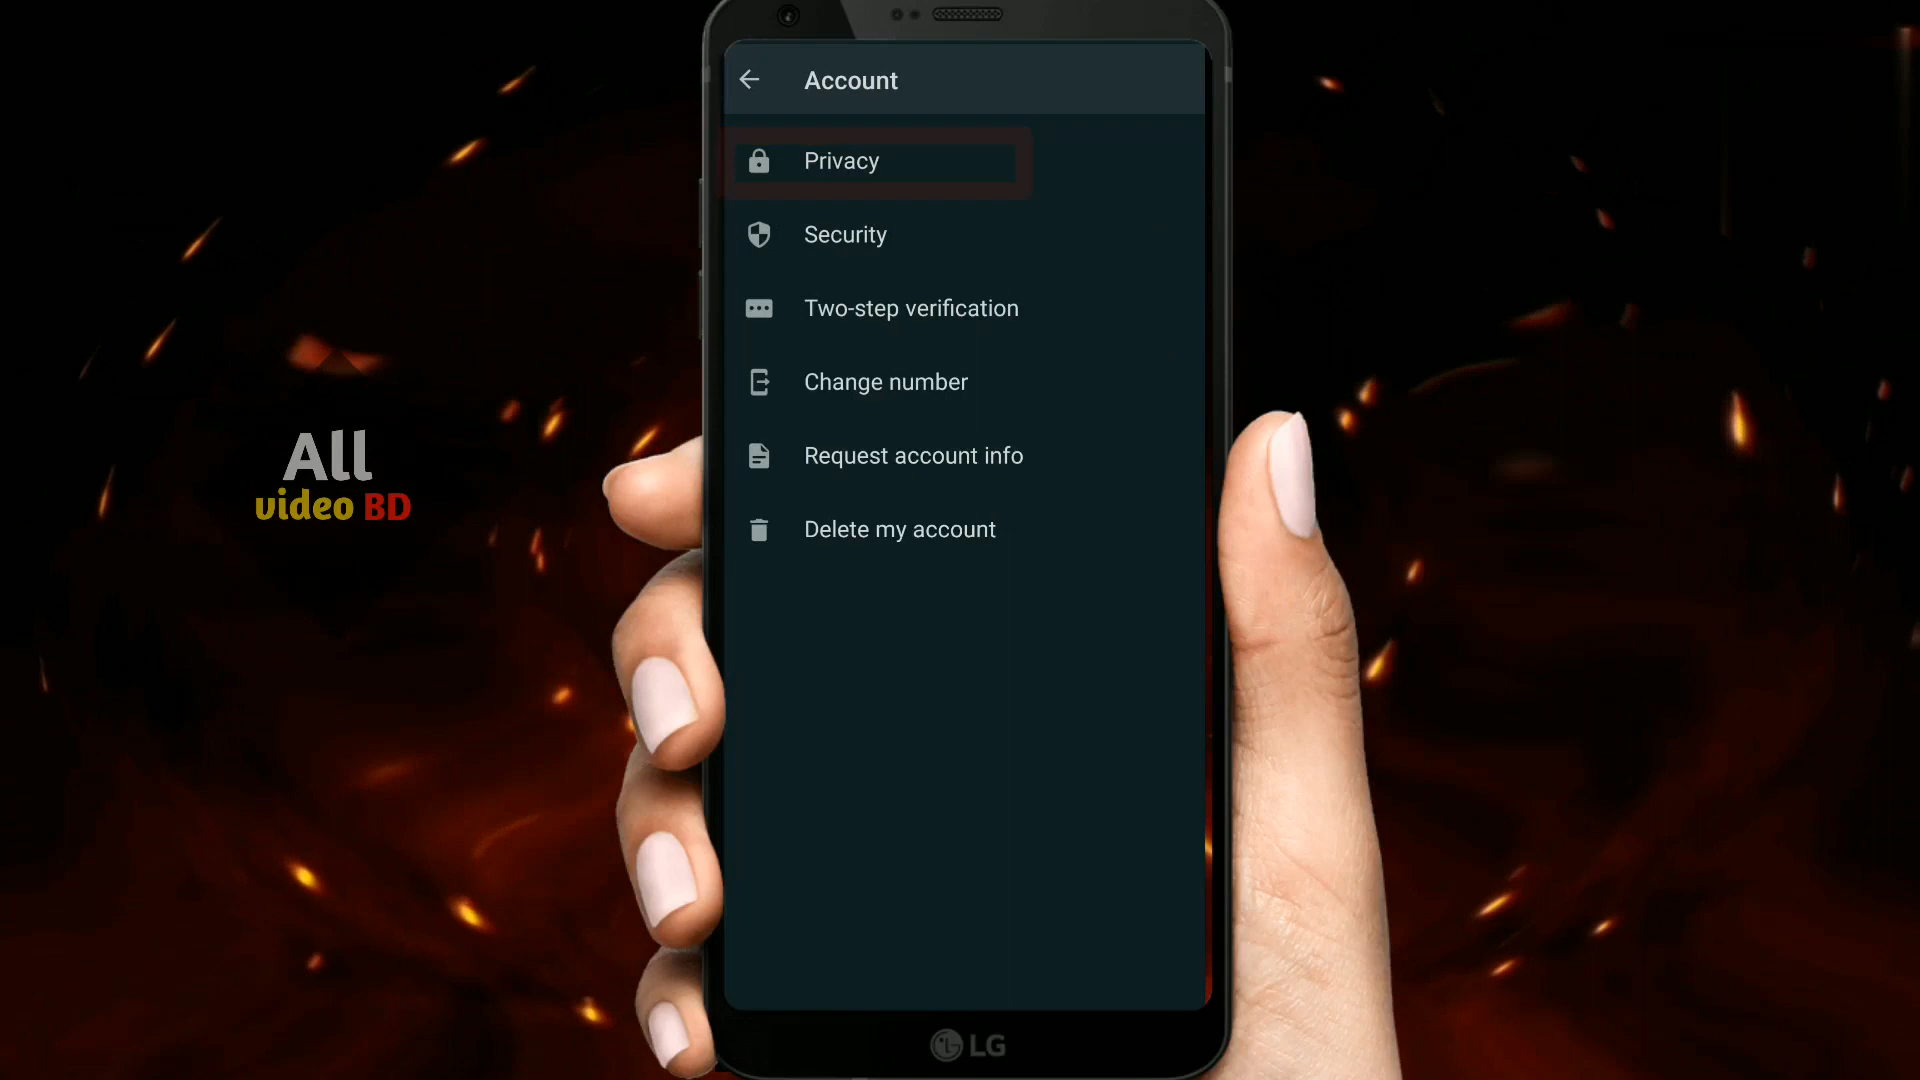 Account
Privacy
Security
Two-step verification
Change number
Request account info
Delete my account
All
video BD
LG